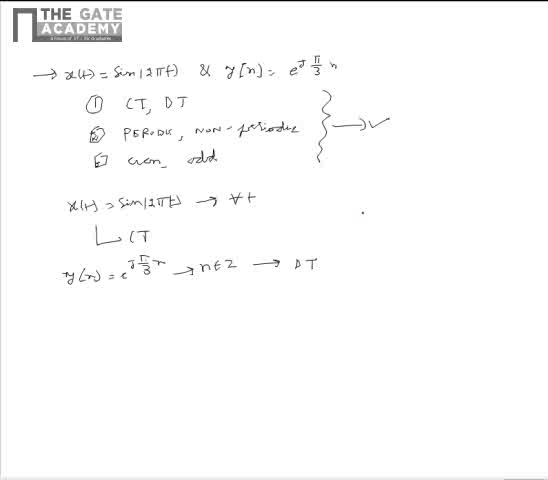 THE GATE
ACADEMY
→ x(t) = sin(2πt) & y[n] = e^{J π/3 n}
① CT, DT
② PERIODIC, NON-periodic
③ even, odd
x(t) = sin(2πt) → ∀t
CT
y(n) = e^{J π/3 n} → n∈Z → DT